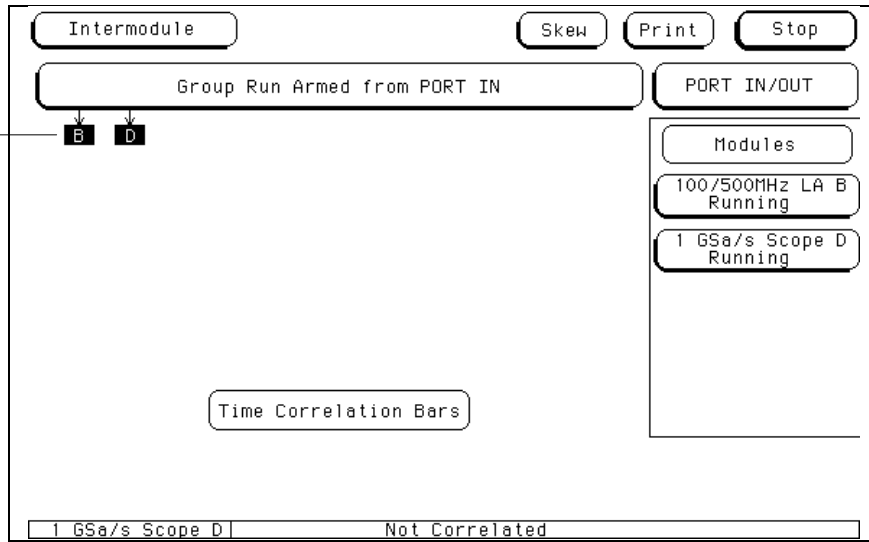 Intermodule
Skew
Print
Stop
Group Run Armed from PORT IN
PORT IN/OUT
B
D
Modules
100/500MHz LA B
Running
1 GSa/s Scope D
Running
Time Correlation Bars
1 GSa/s Scope D
Not Correlated